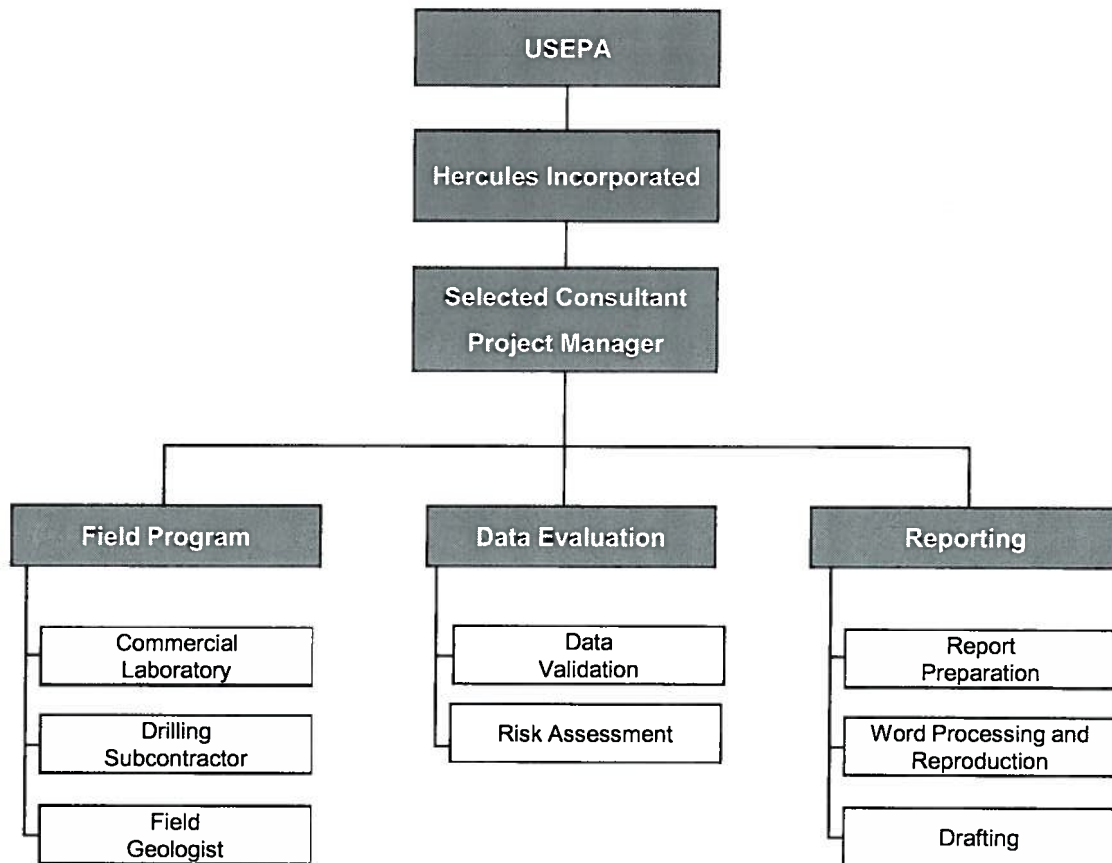 USEPA
Hercules Incorporated
Selected Consultant
Project Manager
Field Program
Data Evaluation
Reporting
Commercial
Laboratory
Drilling
Subcontractor
Field
Geologist
Data
Validation
Risk Assessment
Report
Preparation
Word Processing and
Reproduction
Drafting